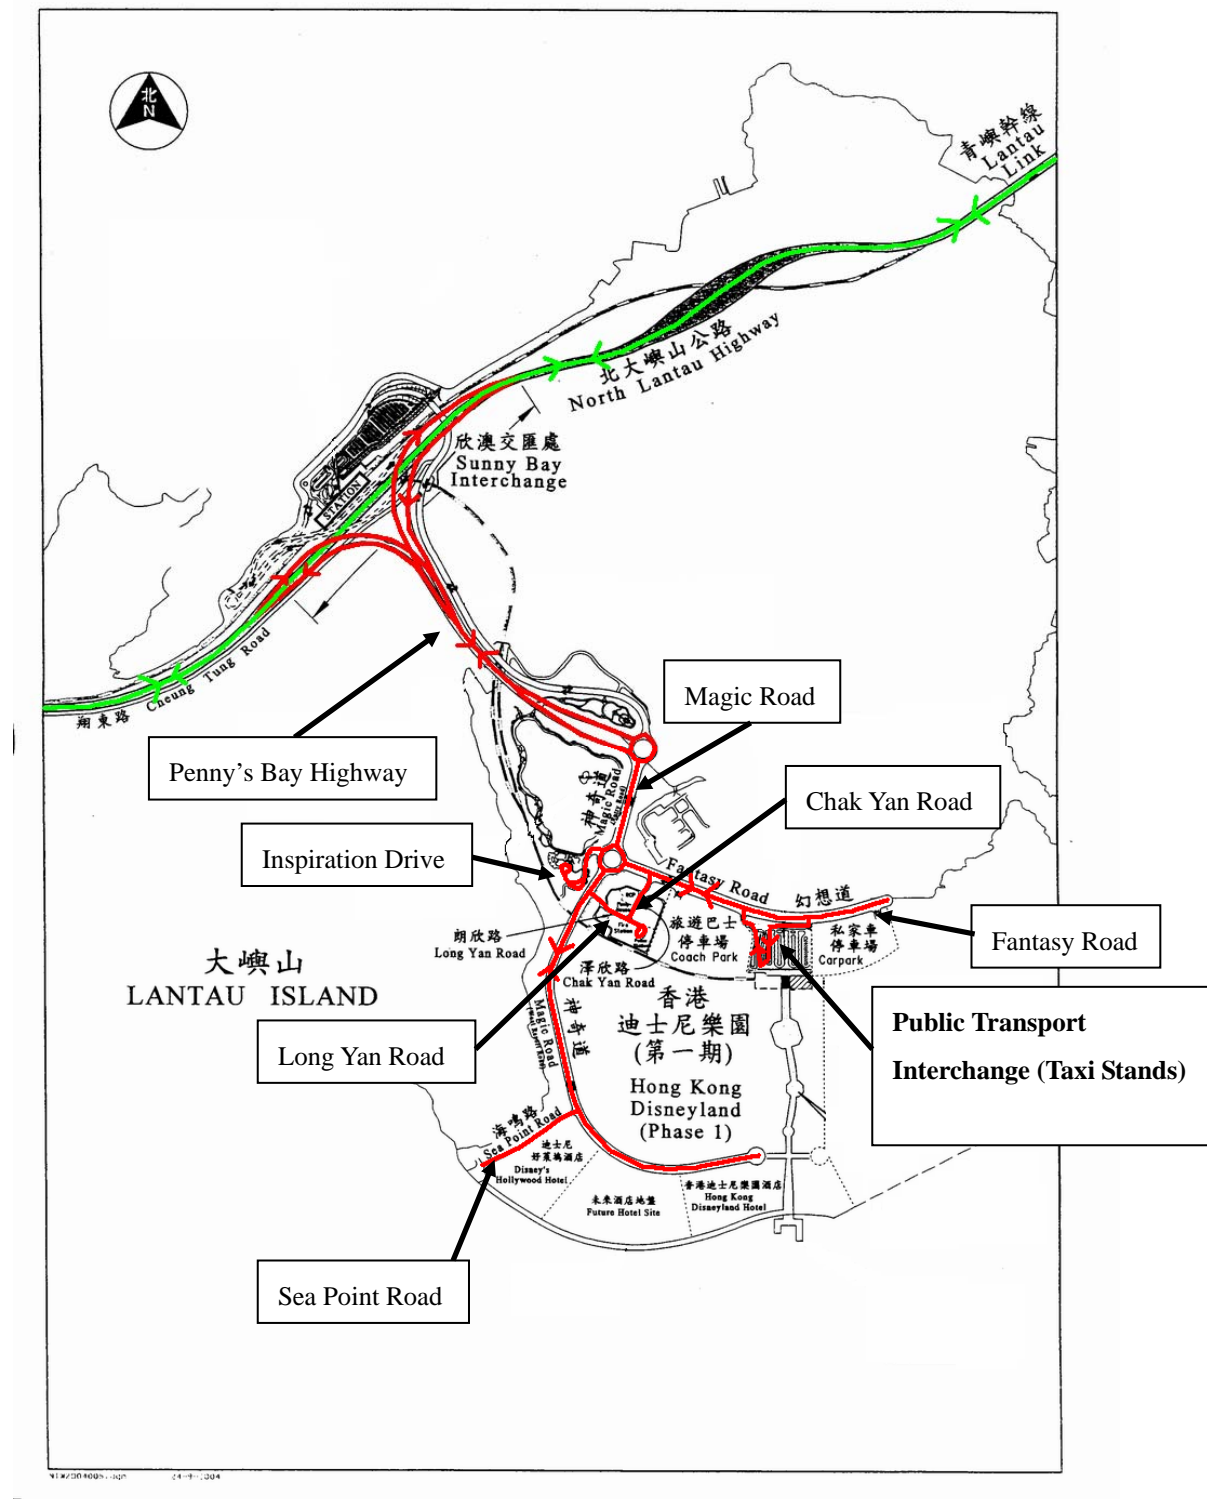 北
N
青嶼幹線
Lantau
Link
北大嶼山公路
North Lantau Highway
欣澳交匯處
Sunny Bay
Interchange
STATION
翔東路 Cheung Tung Road
Magic Road
Penny's Bay Highway
神奇道
Magic Road
Chak Yan Road
Inspiration Drive
Fantasy Road 幻想道
旅遊巴士
停車場
Coach Park
私家車
停車場
Carpark
Fantasy Road
Fire
Station
朗欣路
Long Yan Road
澤欣路
Chak Yan Road
大嶼山
LANTAU ISLAND
神奇道
Magic Road
香港
迪士尼樂園
(第一期)
Hong Kong
Disneyland
(Phase 1)
Long Yan Road
Public Transport
Interchange (Taxi Stands)
海鳴路
Sea Point Road
迪士尼
好萊塢酒店
Disney's
Hollywood Hotel
未來酒店地盤
Future Hotel Site
香港迪士尼樂園酒店
Hong Kong
Disneyland Hotel
Sea Point Road